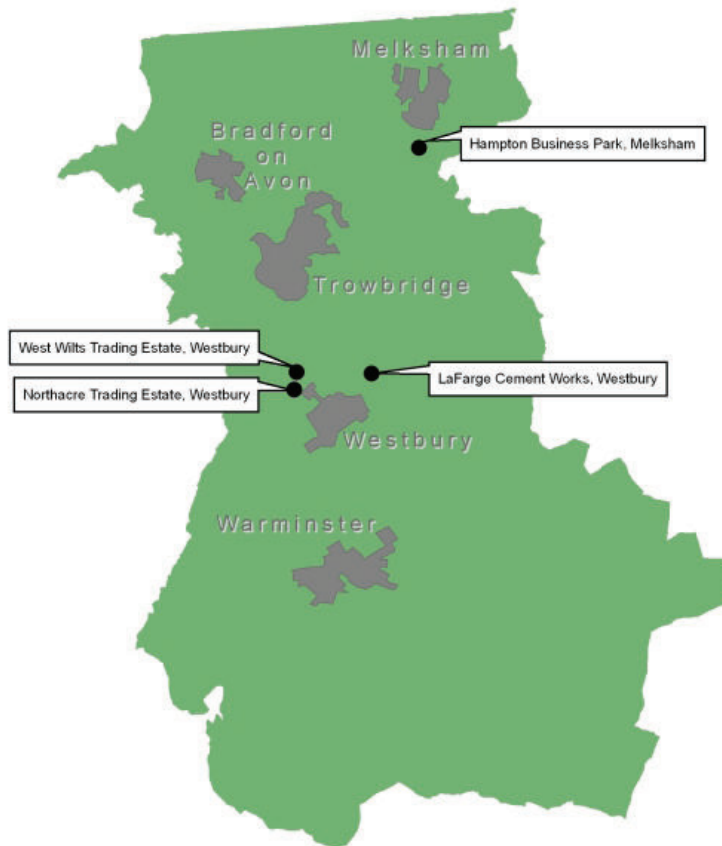 Melksham
Hampton Business Park, Melksham
Bradford
on
Avon
Trowbridge
West Wilts Trading Estate, Westbury
Northacre Trading Estate, Westbury
LaFarge Cement Works, Westbury
Westbury
Warminster